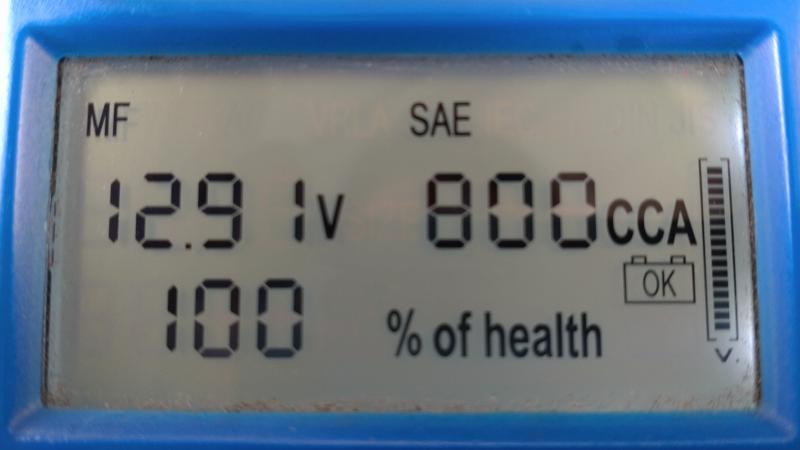 MF SAE
12.91V 800CCA
OK
100 % of health